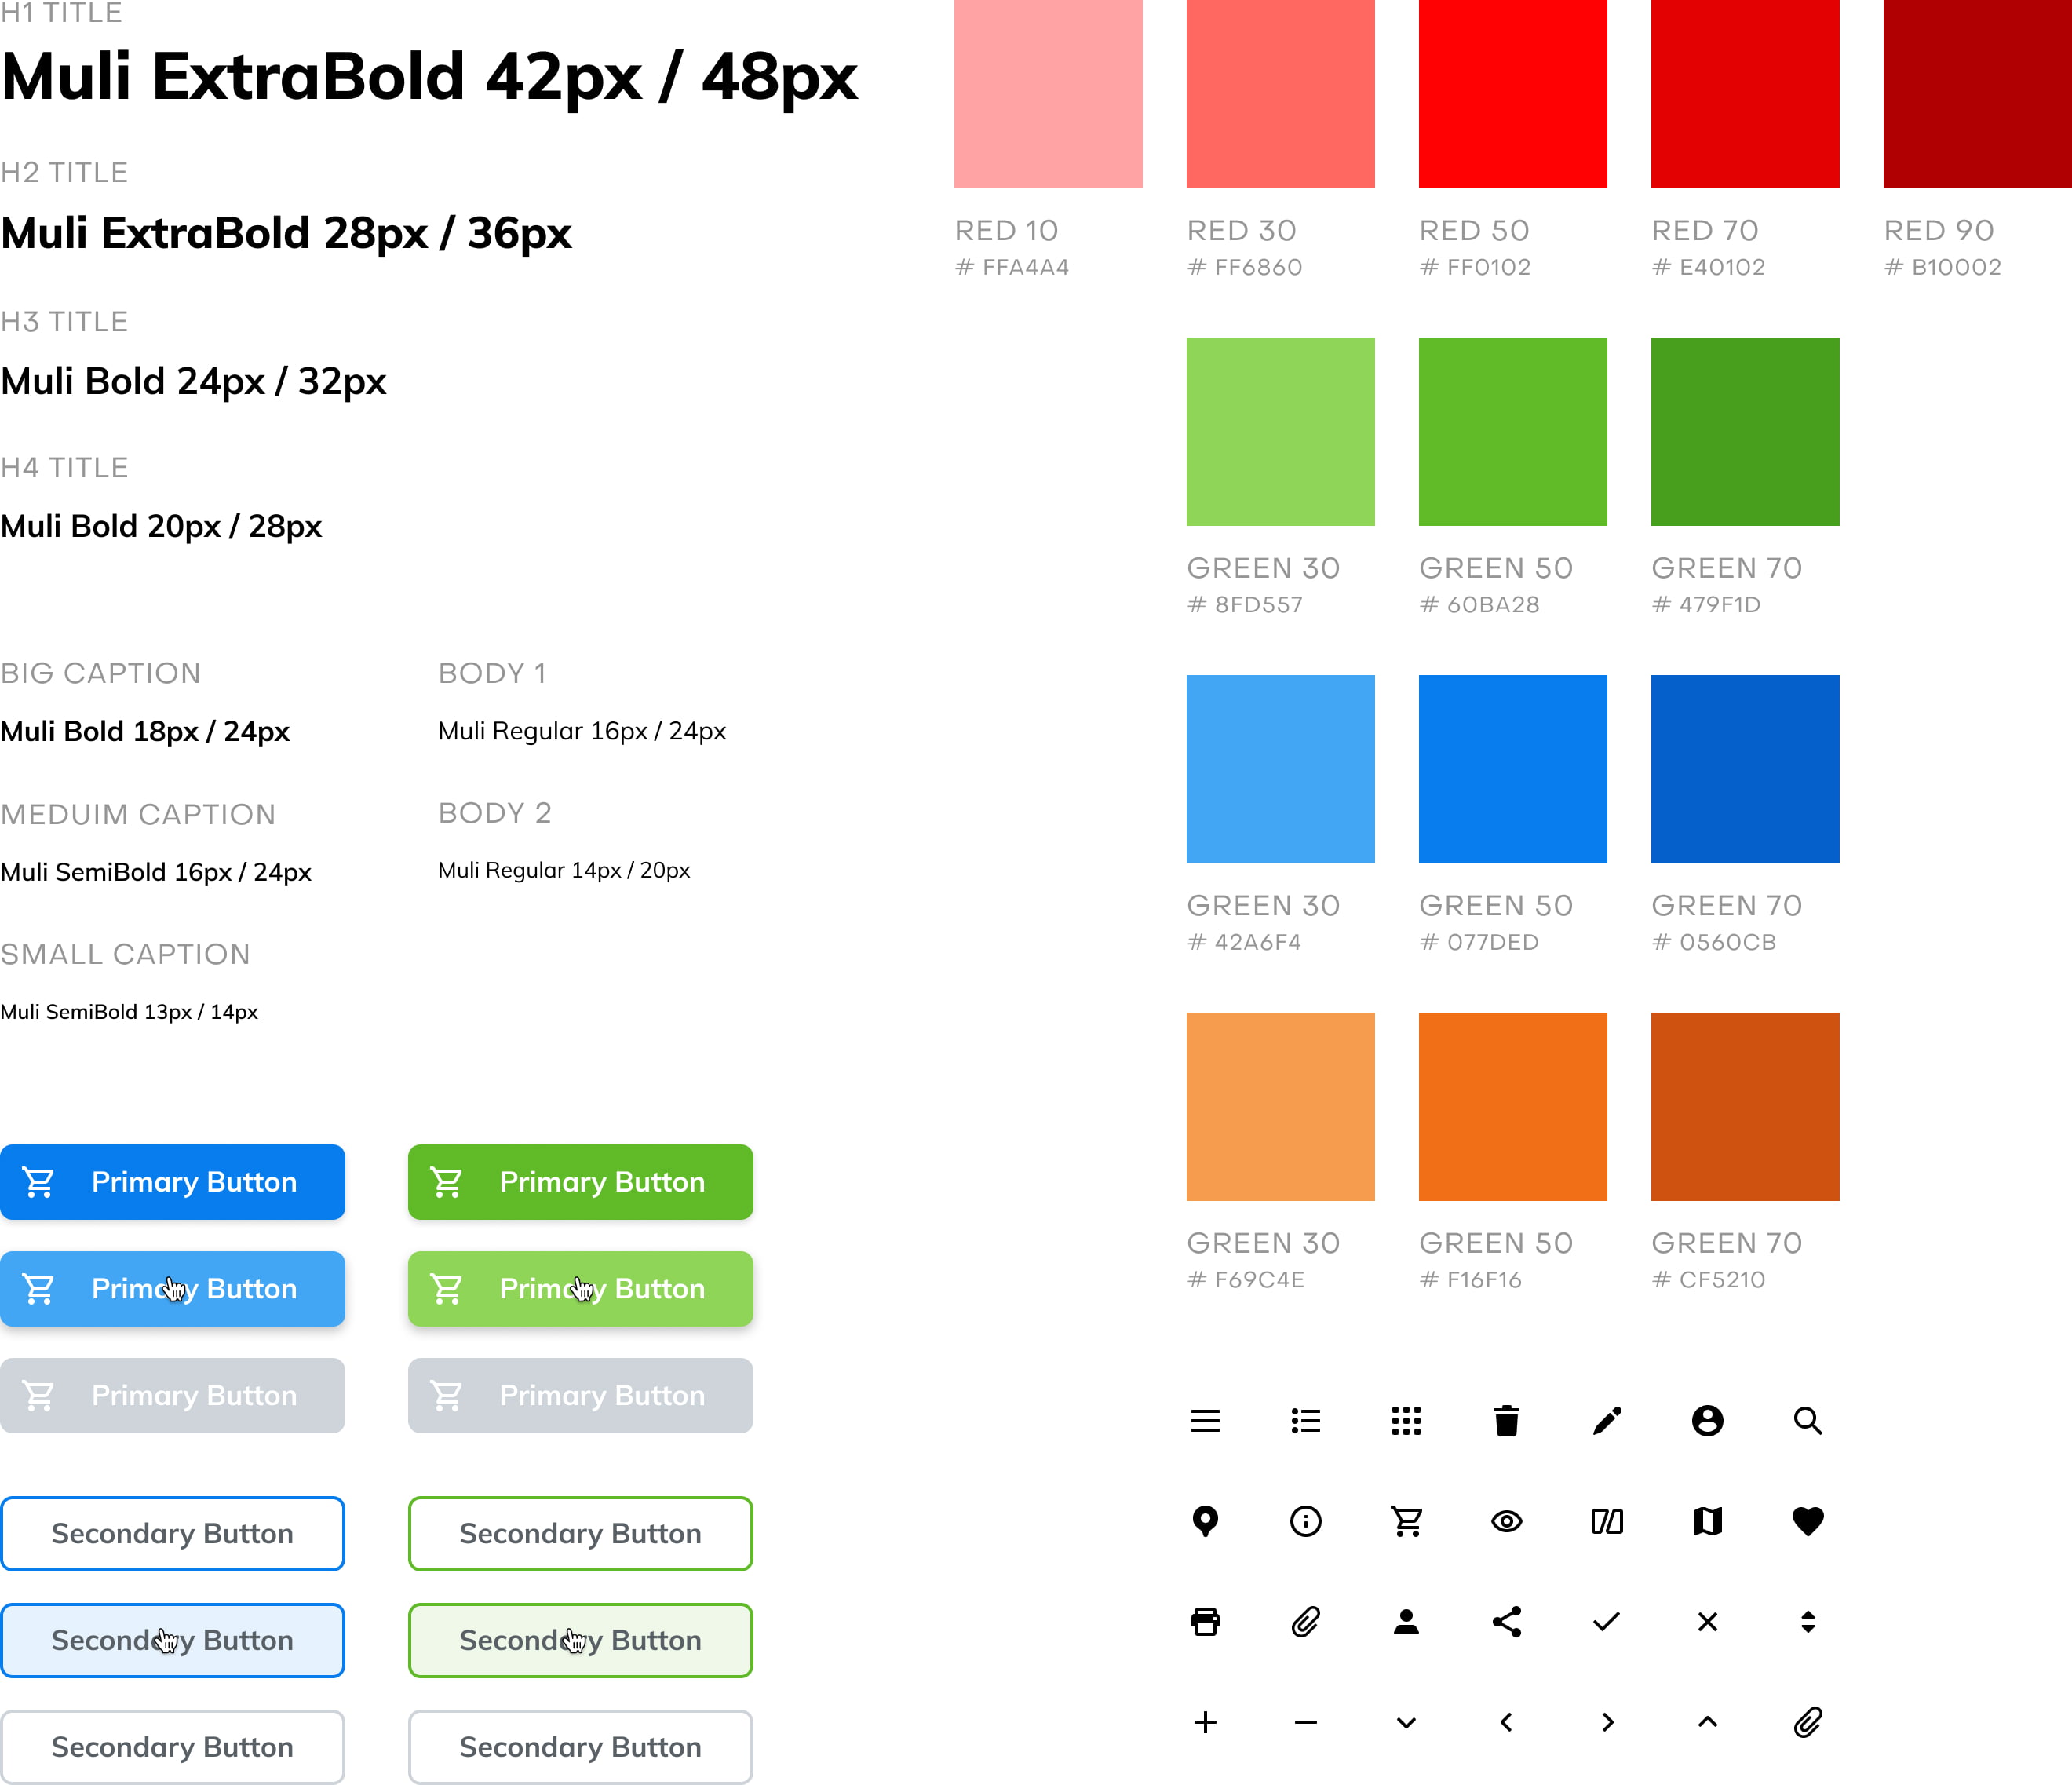 H1 TITLE
Muli ExtraBold 42px / 48px
H2 TITLE
Muli ExtraBold 28px / 36px
H3 TITLE
Muli Bold 24px / 32px
H4 TITLE
Muli Bold 20px / 28px
BIG CAPTION
Muli Bold 18px / 24px
MEDUIM CAPTION
Muli SemiBold 16px / 24px
SMALL CAPTION
Muli SemiBold 13px / 14px
BODY 1
Muli Regular 16px / 24px
BODY 2
Muli Regular 14px / 20px
Primary Button
Primary Button
Primary Button
Primary Button
Primary Button
Primary Button
Secondary Button
Secondary Button
Secondary Button
Secondary Button
Secondary Button
Secondary Button
RED 10
# FFA4A4
RED 30
# FF6860
RED 50
# FF0102
RED 70
# E40102
RED 90
# B10002
GREEN 30
# 8FD557
GREEN 50
# 60BA28
GREEN 70
# 479F1D
GREEN 30
# 42A6F4
GREEN 50
# 077DED
GREEN 70
# 0560CB
GREEN 30
# F69C4E
GREEN 50
# F16F16
GREEN 70
# CF5210